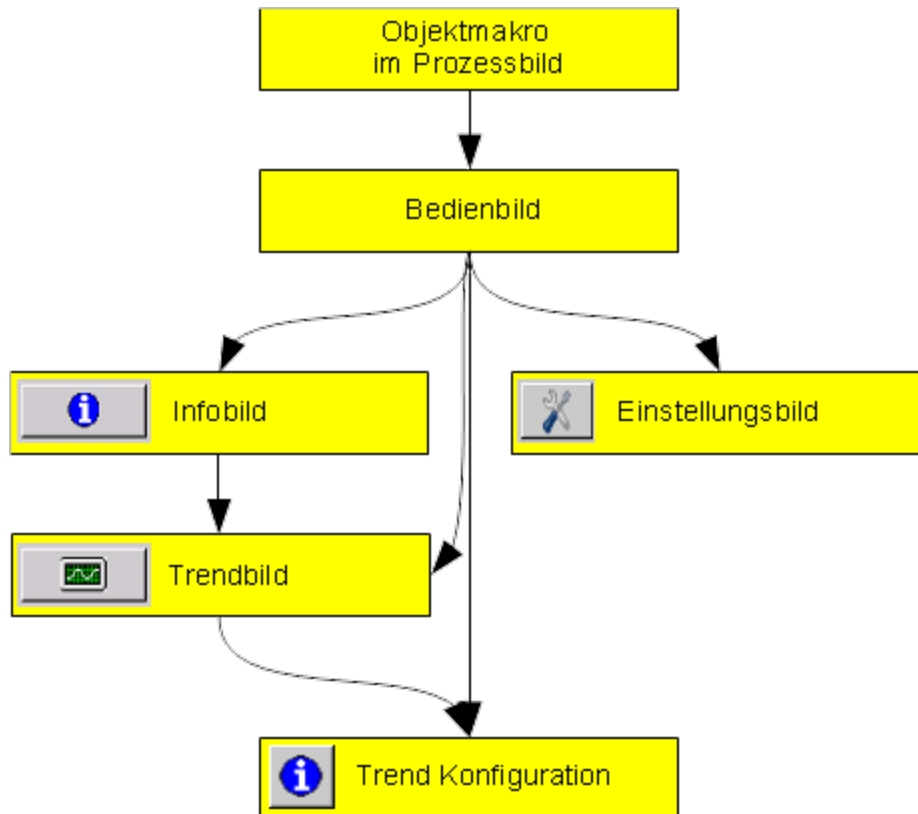 Objektmakro
im Prozessbild
Bedienbild
Infobild
Einstellungsbild
Trendbild
Trend Konfiguration